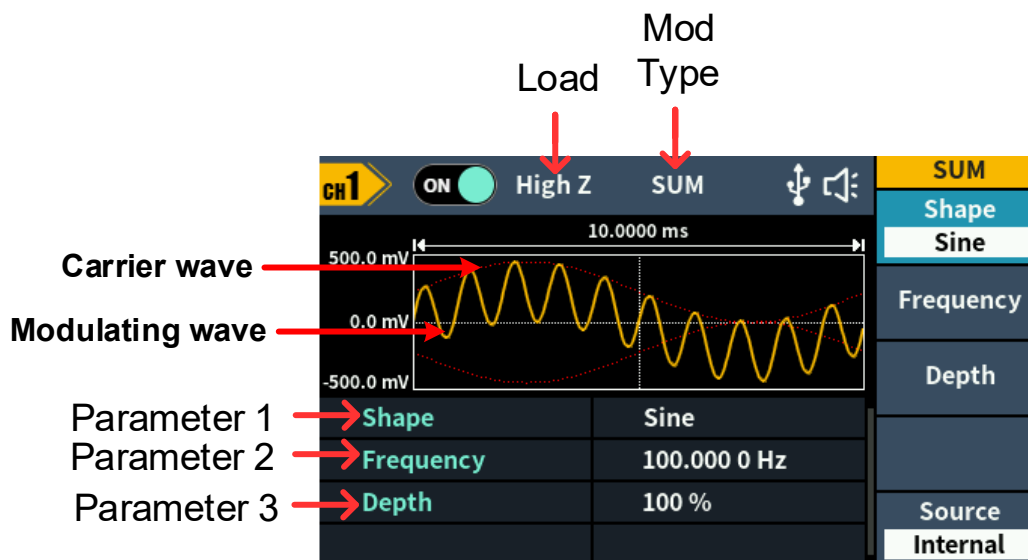 Mod
Type
Load
CH1
ON
High Z
SUM
SUM
Shape
Sine
Frequency
Depth
Source
Internal
10.0000 ms
500.0 mV
0.0 mV
-500.0 mV
Carrier wave
Modulating wave
Parameter 1
Shape
Sine
Parameter 2
Frequency
100.000 0 Hz
Parameter 3
Depth
100 %